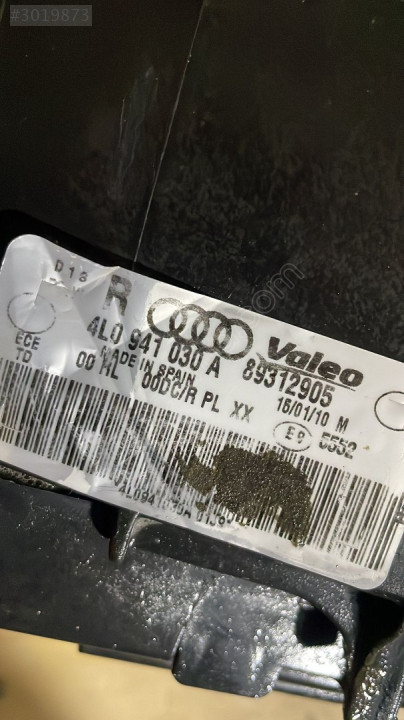 #3019873
D1S R Valeo
4L0 941 030 A 89312905
MADE IN SPAIN 16/01/10 M
ECE 00 HL 00DC/R PL XX E9 5552
TD